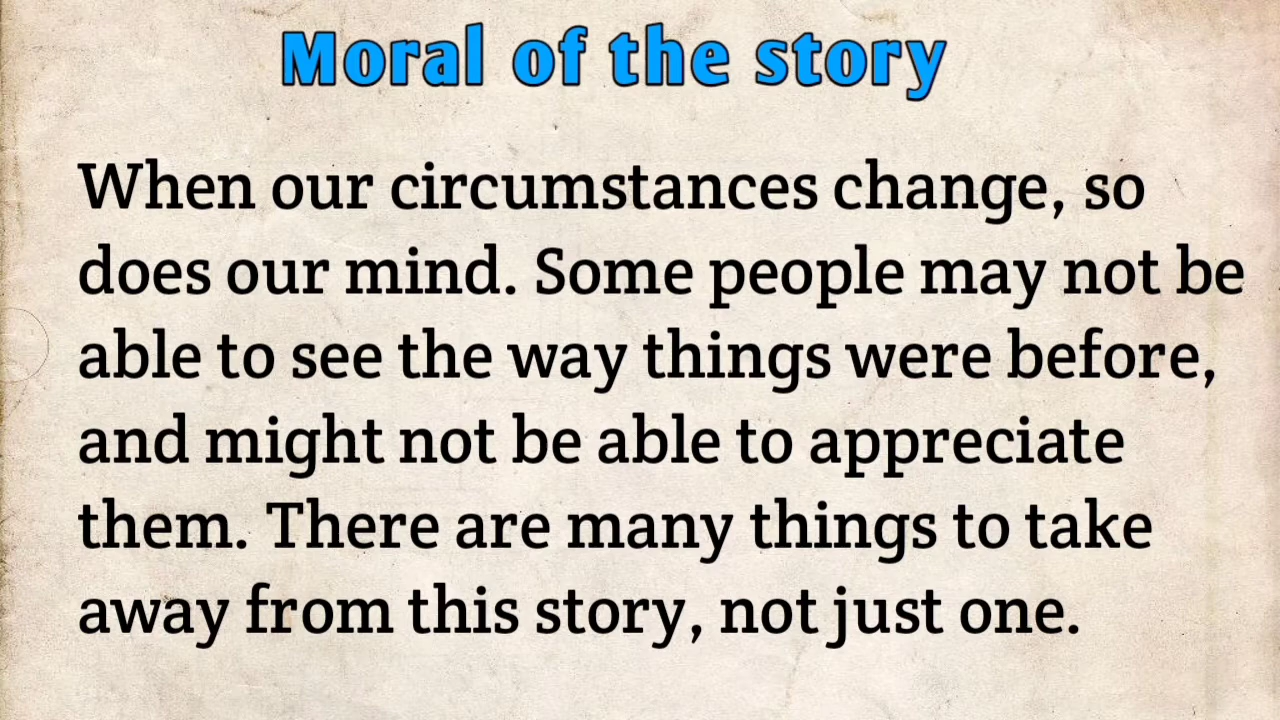 Moral of the story
When our circumstances change, so
does our mind. Some people may not be
able to see the way things were before,
and might not be able to appreciate
them. There are many things to take
away from this story, not just one.